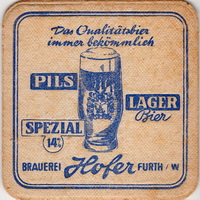 Das Qualitätsbier
immer bekömmlich
PILS
LAGER
Bier
SPEZIAL
14%
BRAUEREI Hofer FURTH/W